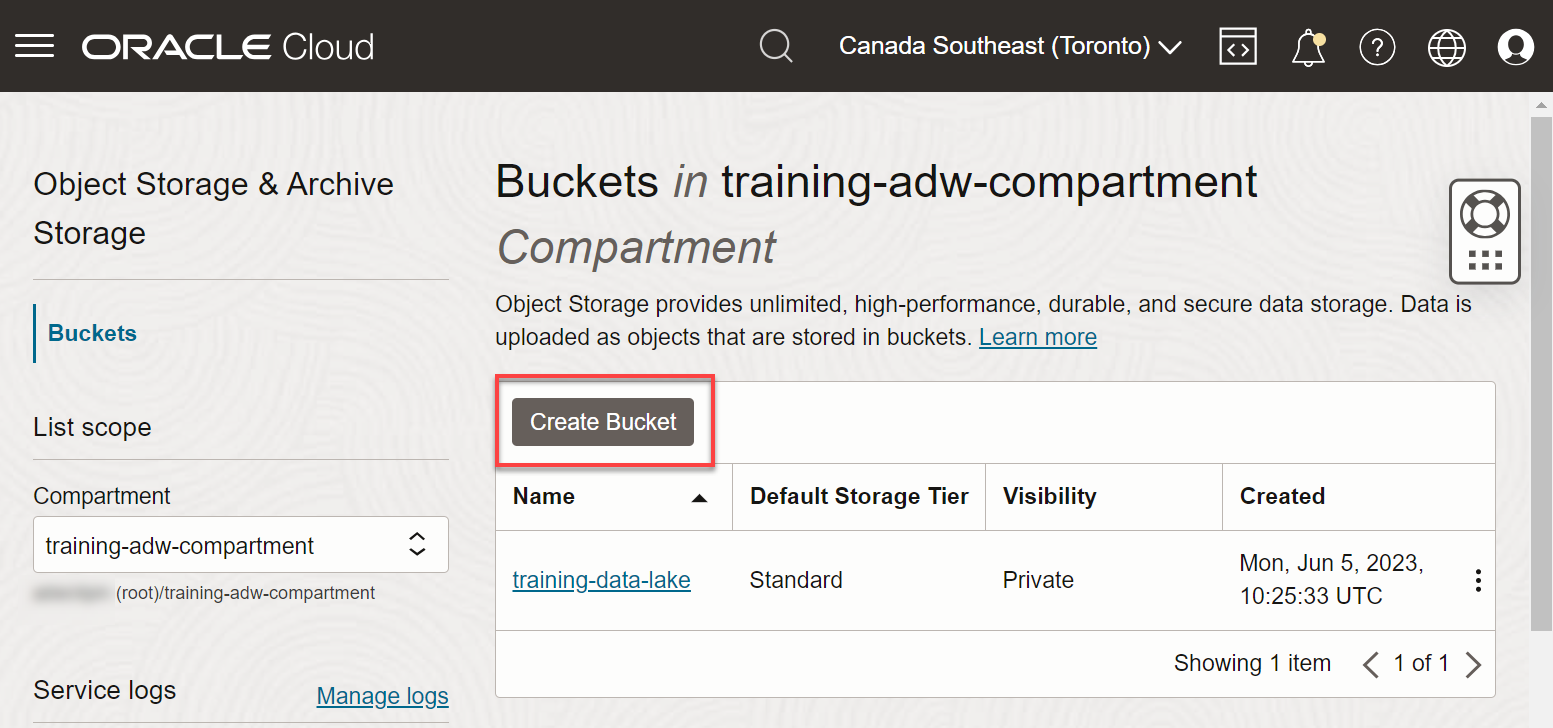 ORACLE Cloud
Canada Southeast (Toronto)
Object Storage & Archive
Storage
Buckets
List scope
Compartment
training-adw-compartment
(root)/training-adw-compartment
Service logs
Manage logs
Buckets in training-adw-compartment
Compartment
Object Storage provides unlimited, high-performance, durable, and secure data storage. Data is
uploaded as objects that are stored in buckets. Learn more
Create Bucket
Name Default Storage Tier Visibility Created
training-data-lake Standard Private Mon, Jun 5, 2023,
10:25:33 UTC
Showing 1 item 1 of 1